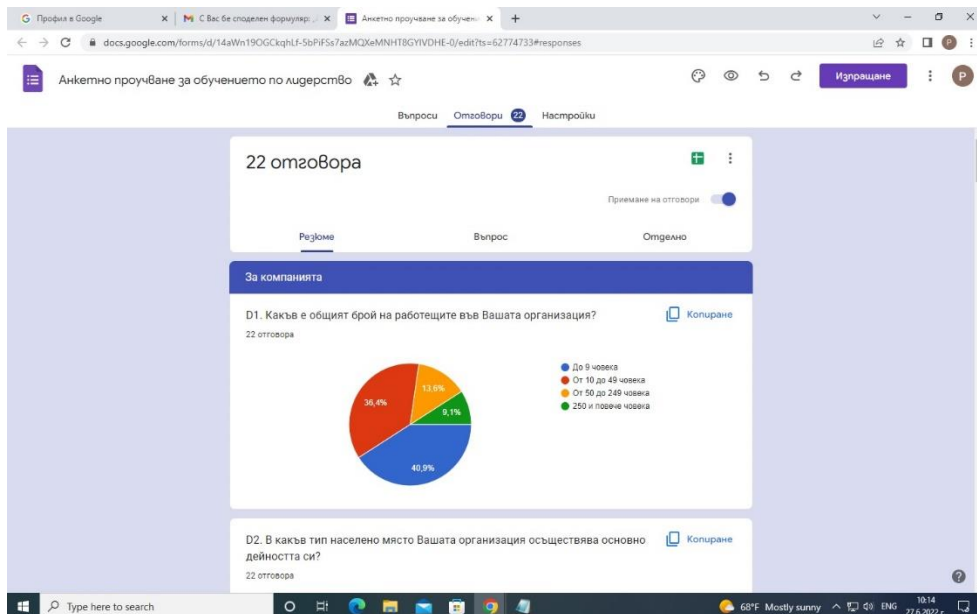 Профил в Google
С Вас бе споделен формуляр: „
Анкетно проучване за обучени
docs.google.com/forms/d/14aWn19OGCkqhLf-5bPiFSs7azMQXeMNHT8GYIVDHE-0/edit?ts=62774733#responses
P
Анкетно проучване за обучението по лидерство
Изпращане
P
Въпроси Отговори 22 Настройки
22 отговора
Приемане на отговори
Резюме Въпрос Отделно
За компанията
D1. Какъв е общият брой на работещите във Вашата организация?
Копиране
22 отговора
До 9 човека
От 10 до 49 човека
От 50 до 249 човека
250 и повече човека
36,4%
13,6%
9,1%
40,9%
D2. В какъв тип населено място Вашата организация осъществява основно
дейността си?
Копиране
22 отговора
Type here to search
68°F Mostly sunny
ENG
10:14
27.6.2022 г.